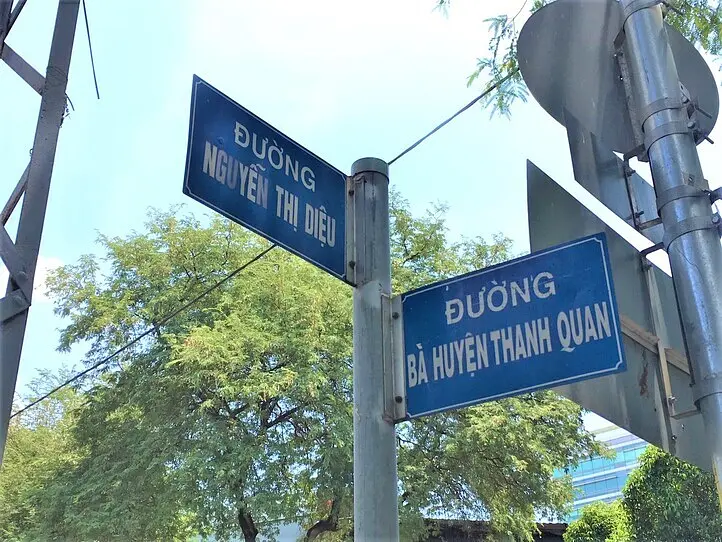 ĐƯỜNG
NGUYỄN THỊ DIỆU
ĐƯỜNG
BÀ HUYỆN THANH QUAN